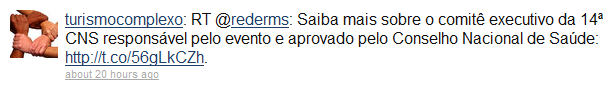 turismocomplexo: RT @rederms: Saiba mais sobre o comitê executivo da 14ª
CNS responsável pelo evento e aprovado pelo Conselho Nacional de Saúde:
http://t.co/56gLkCZh.
about 20 hours ago